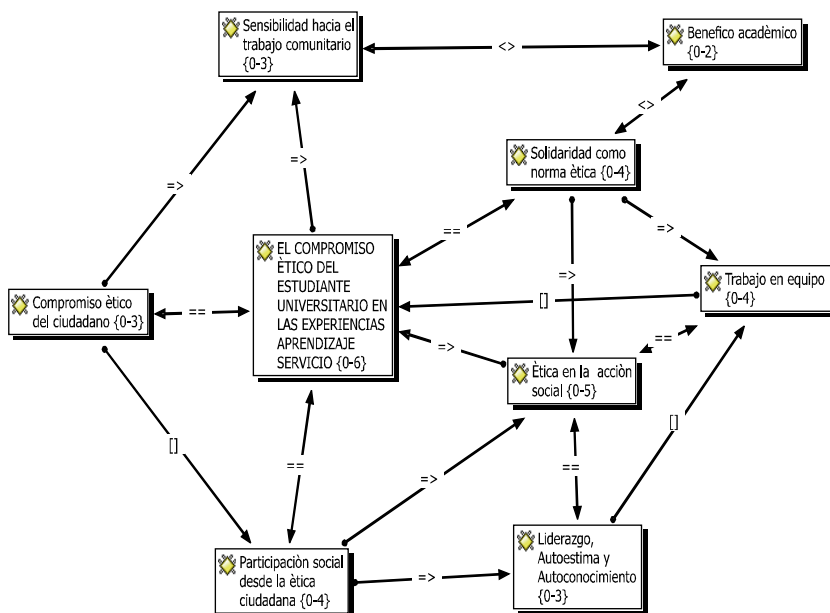 Sensibilidad hacia el
trabajo comunitario
{0-3}
<>
Benefico acadèmico
{0-2}
<>
Solidaridad como
norma ètica {0-4}
=>
=>
==
=>
=>
EL COMPROMISO
ÈTICO DEL
ESTUDIANTE
UNIVERSITARIO EN
LAS EXPERIENCIAS
APRENDIZAJE
SERVICIO {0-6}
Trabajo en equipo
{0-4}
Compromiso ètico
del ciudadano {0-3}
==
[]
==
=>
Ètica en la acciòn
social {0-5}
[]
[]
==
==
=>
Participaciòn social
desde la ètica
ciudadana {0-4}
=>
Liderazgo,
Autoestima y
Autoconocimiento
{0-3}